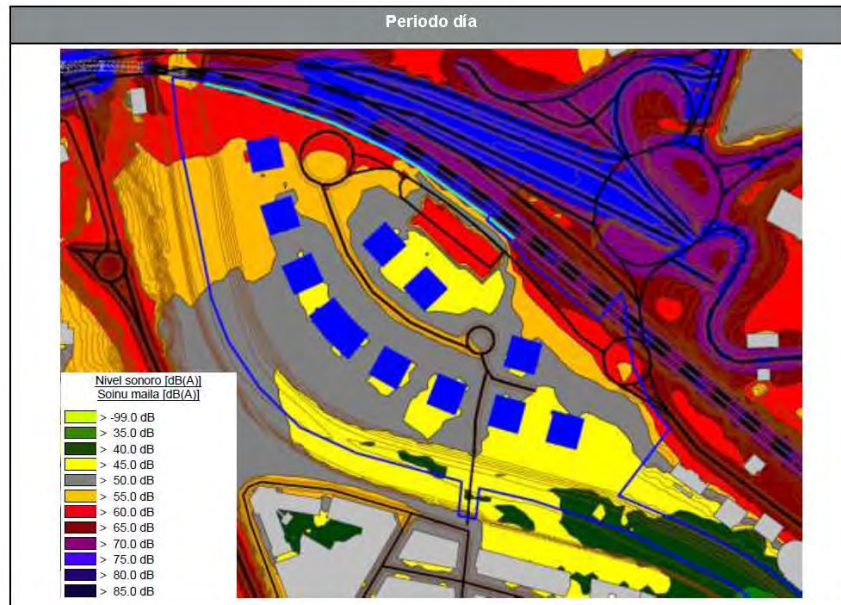 Periodo día
Nivel sonoro [dB(A)]
Soinu maila [dB(A)]
> -99.0 dB
> 35.0 dB
> 40.0 dB
> 45.0 dB
> 50.0 dB
> 55.0 dB
> 60.0 dB
> 65.0 dB
> 70.0 dB
> 75.0 dB
> 80.0 dB
> 85.0 dB